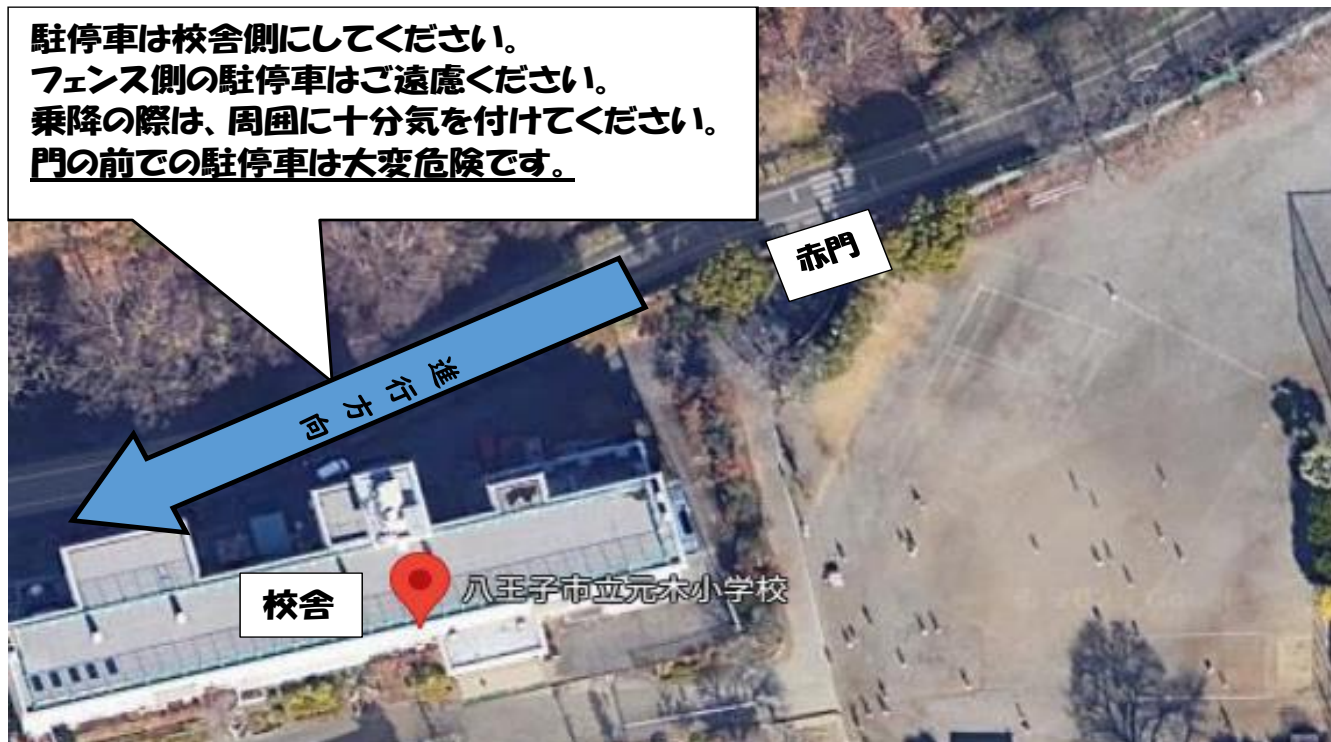 駐停車は校舎側にしてください。
フェンス側の駐停車はご遠慮ください。
乗降の際は、周囲に十分気を付けてください。
門の前での駐停車は大変危険です。
赤門
進行方向
校舎
八王子市立元木小学校